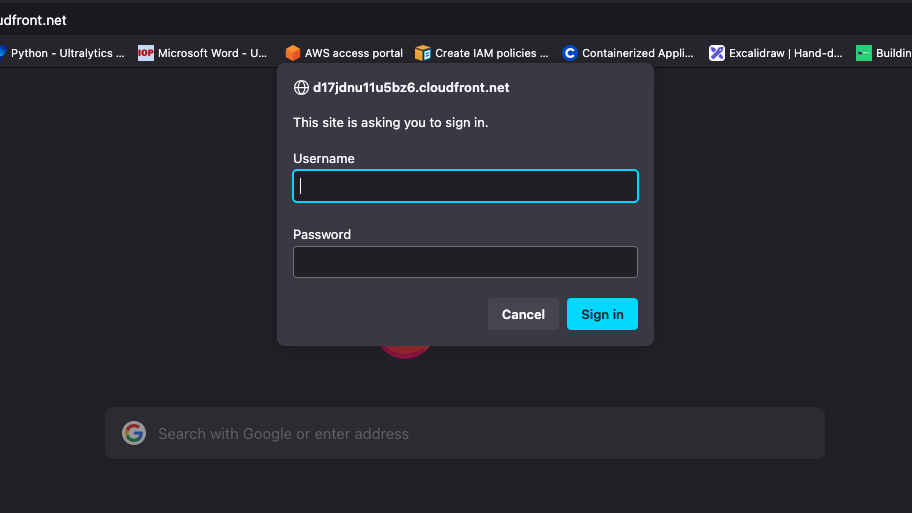 udfront.net
Python - Ultralytics ...
IOP Microsoft Word - U...
AWS access portal
Create IAM policies ...
Containerized Appli...
Excalidraw | Hand-d...
Buildin
d17jdnu11u5bz6.cloudfront.net
This site is asking you to sign in.
Username
Password
Cancel
Sign in
Search with Google or enter address